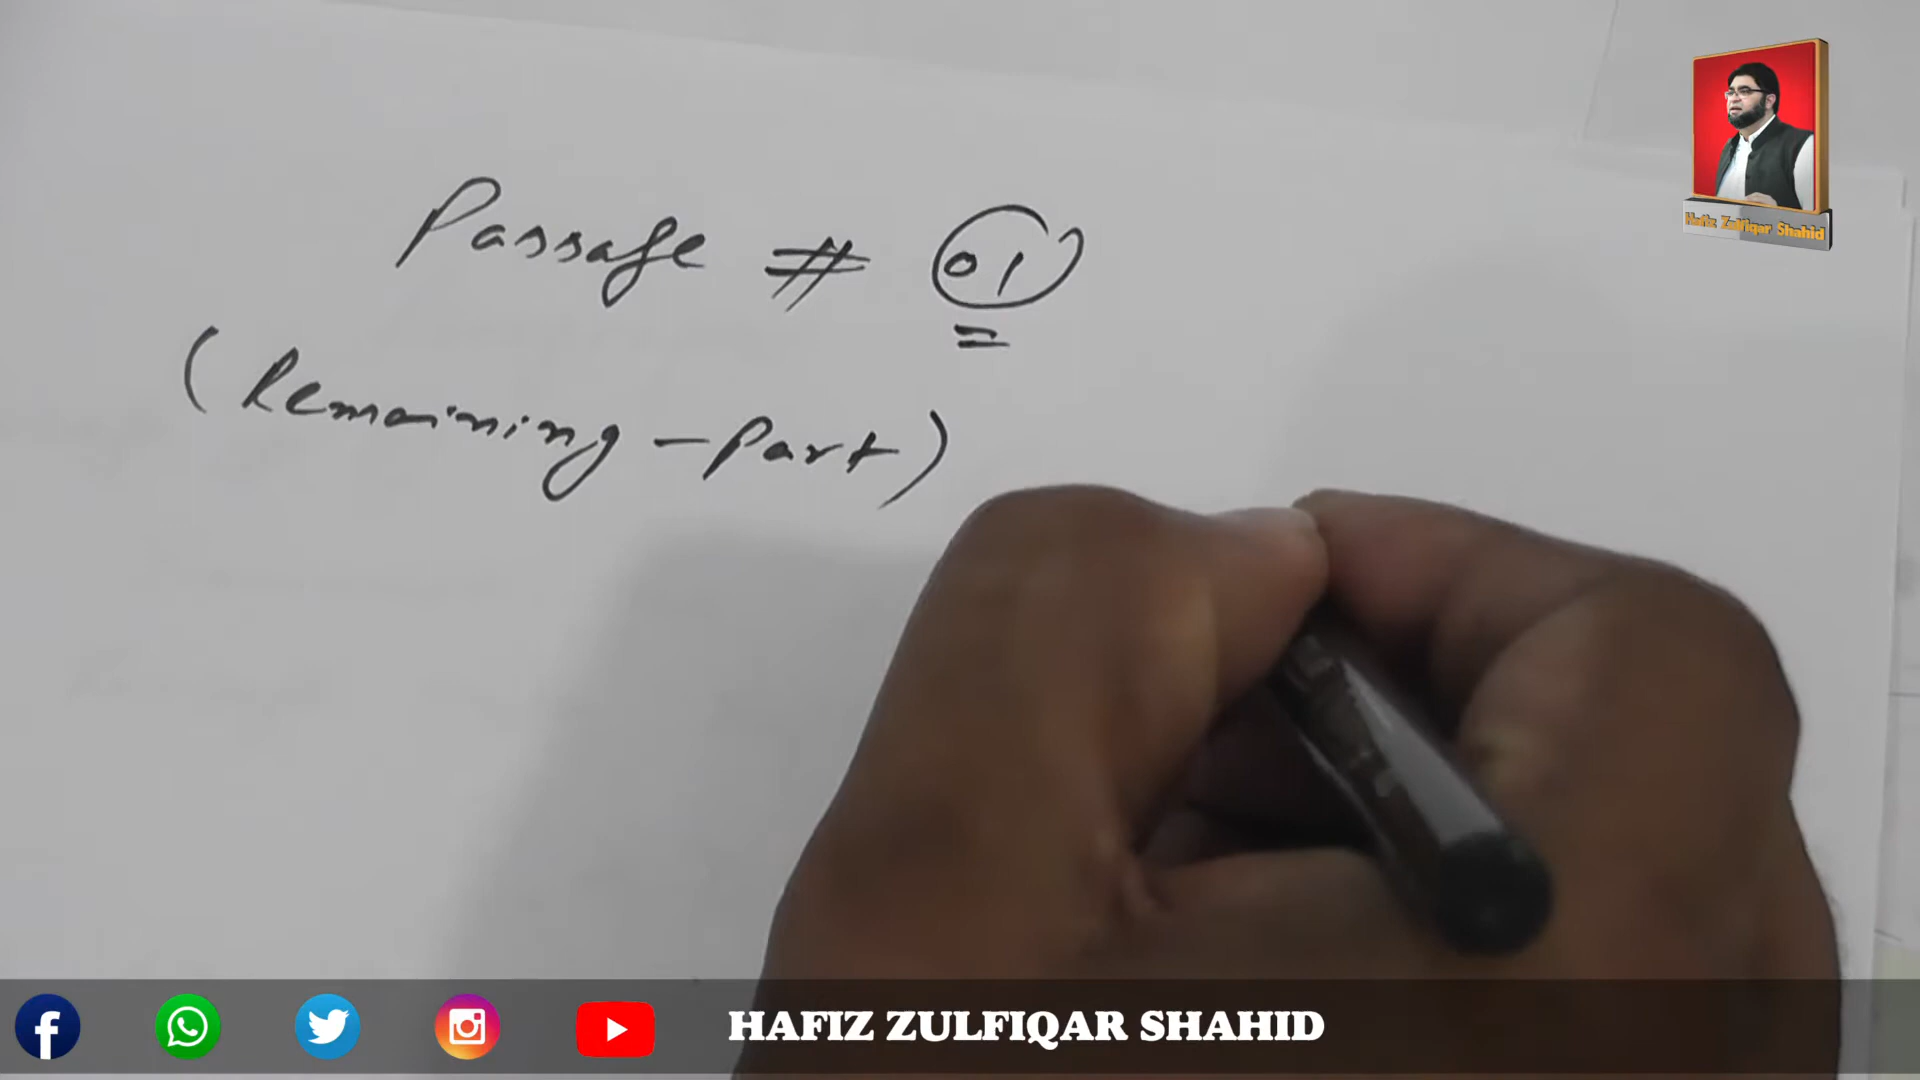 Passage # 01
(Remaining - Part)
Hafiz Zulfiqar Shahid
HAFIZ ZULFIQAR SHAHID